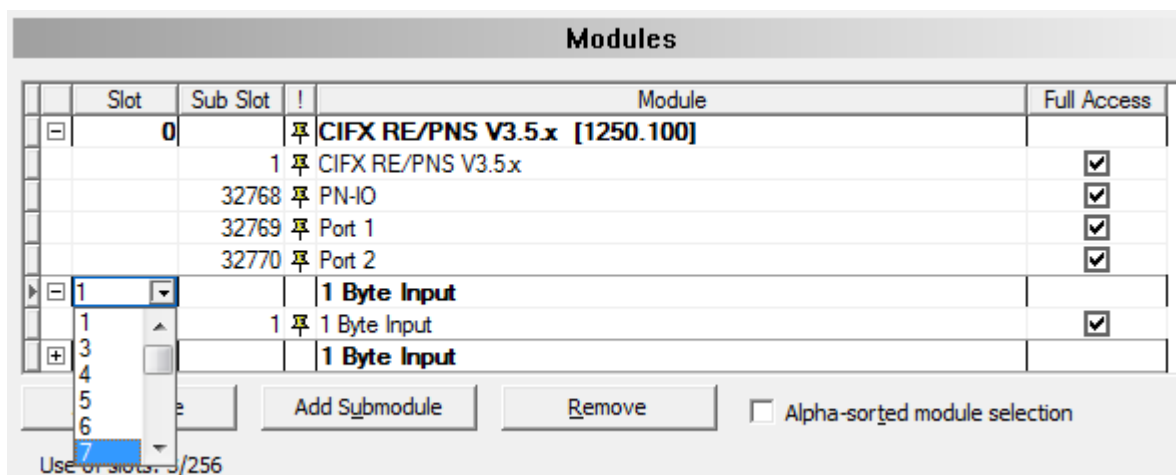 Modules
Slot Sub Slot ! Module Full Access
0 CIFX RE/PNS V3.5.x [1250.100]
1 CIFX RE/PNS V3.5.x
32768 PN-IO
32769 Port 1
32770 Port 2
1 1 Byte Input
1 1 Byte Input
1 Byte Input
1
3
4
5
6
7
Add Submodule Remove Alpha-sorted module selection
/256